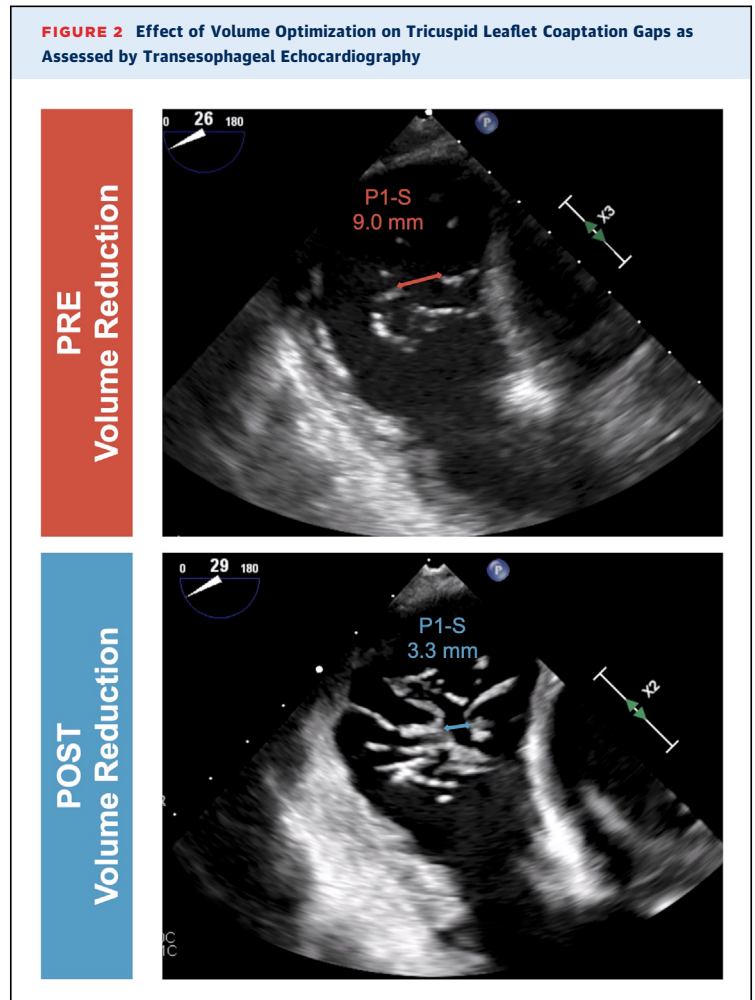 FIGURE 2 Effect of Volume Optimization on Tricuspid Leaflet Coaptation Gaps as
Assessed by Transesophageal Echocardiography
PRE
Volume Reduction
0 26 180
P
P1-S
9.0 mm
X3
POST
Volume Reduction
0 29 180
P
P1-S
3.3 mm
X2